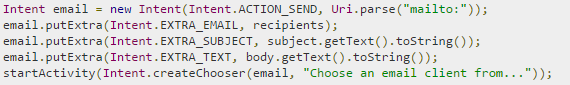 Intent email = new Intent(Intent.ACTION_SEND, Uri.parse("mailto:"));
email.putExtra(Intent.EXTRA_EMAIL, recipients);
email.putExtra(Intent.EXTRA_SUBJECT, subject.getText().toString());
email.putExtra(Intent.EXTRA_TEXT, body.getText().toString());
startActivity(Intent.createChooser(email, "Choose an email client from..."));